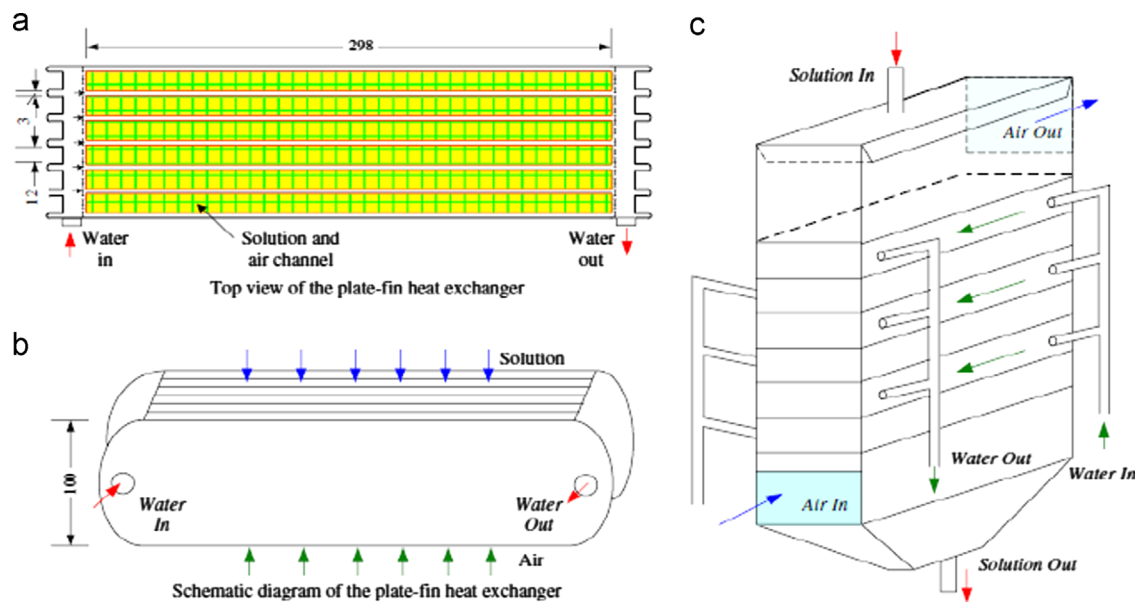 a
298
3
12
Water
in
Solution and
air channel
Water
out
Top view of the plate-fin heat exchanger
b
Solution
100
Water
In
Water
Out
Air
Schematic diagram of the plate-fin heat exchanger
c
Solution In
Air Out
Water Out
Water In
Air In
Solution Out